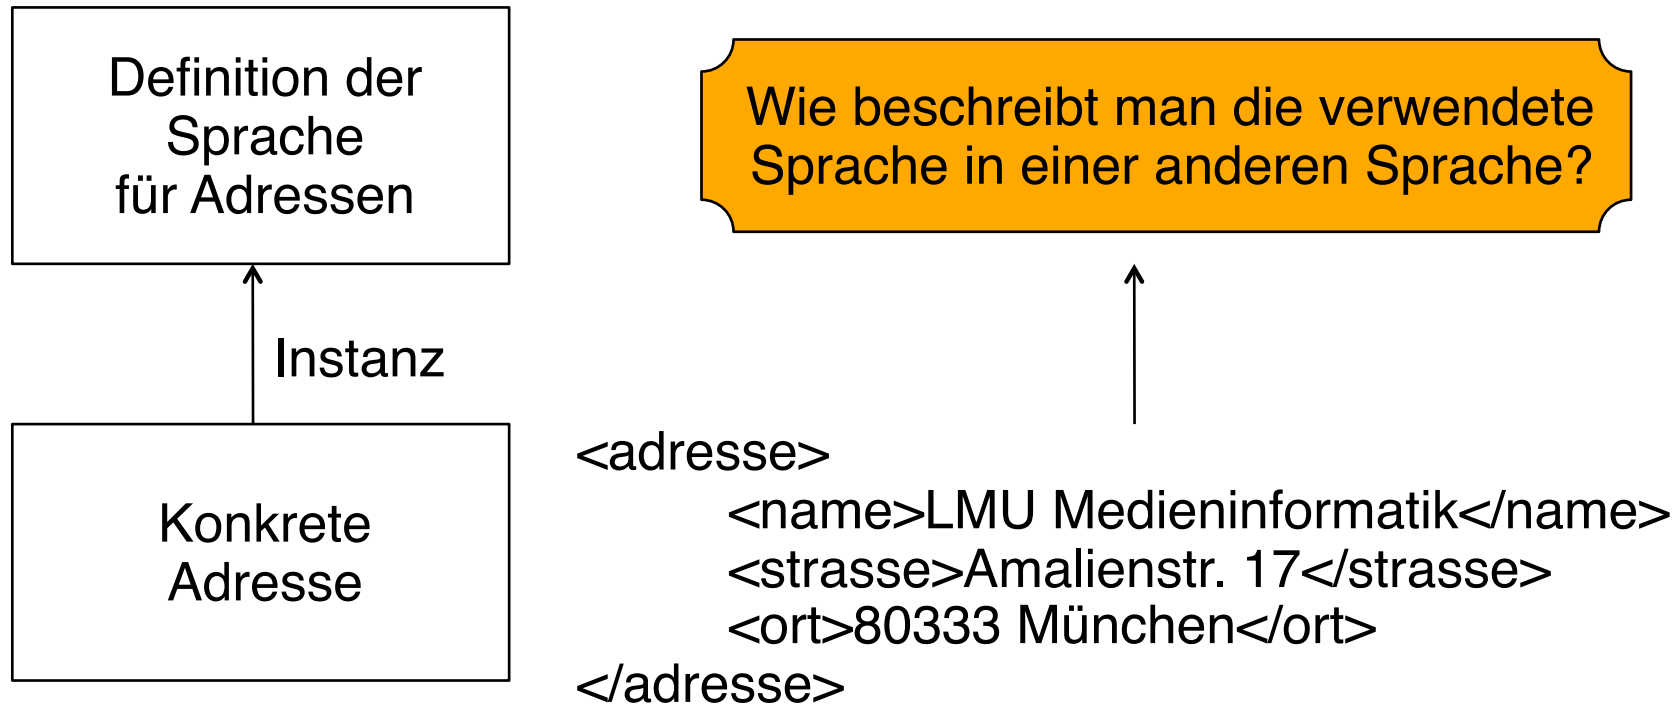 Definition der
Sprache
für Adressen
Wie beschreibt man die verwendete
Sprache in einer anderen Sprache?
Instanz
Konkrete
Adresse
<adresse>
<name>LMU Medieninformatik</name>
<strasse>Amalienstr. 17</strasse>
<ort>80333 München</ort>
</adresse>